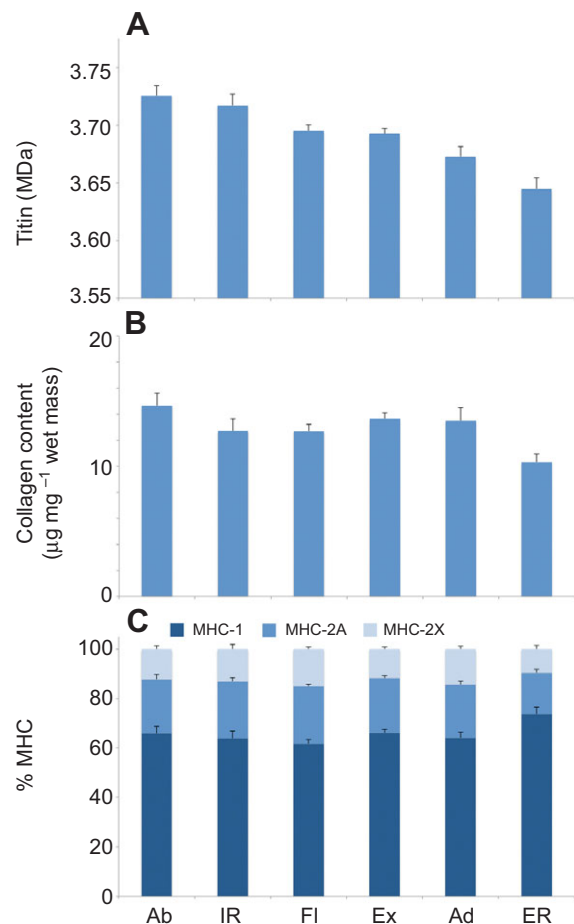 A
3.75
3.70
3.65
3.60
3.55
Titin (MDa)
B
20
10
0
Collagen content
(μg mg⁻¹ wet mass)
C
MHC-1 MHC-2A MHC-2X
100
80
60
40
20
0
% MHC
Ab IR Fl Ex Ad ER